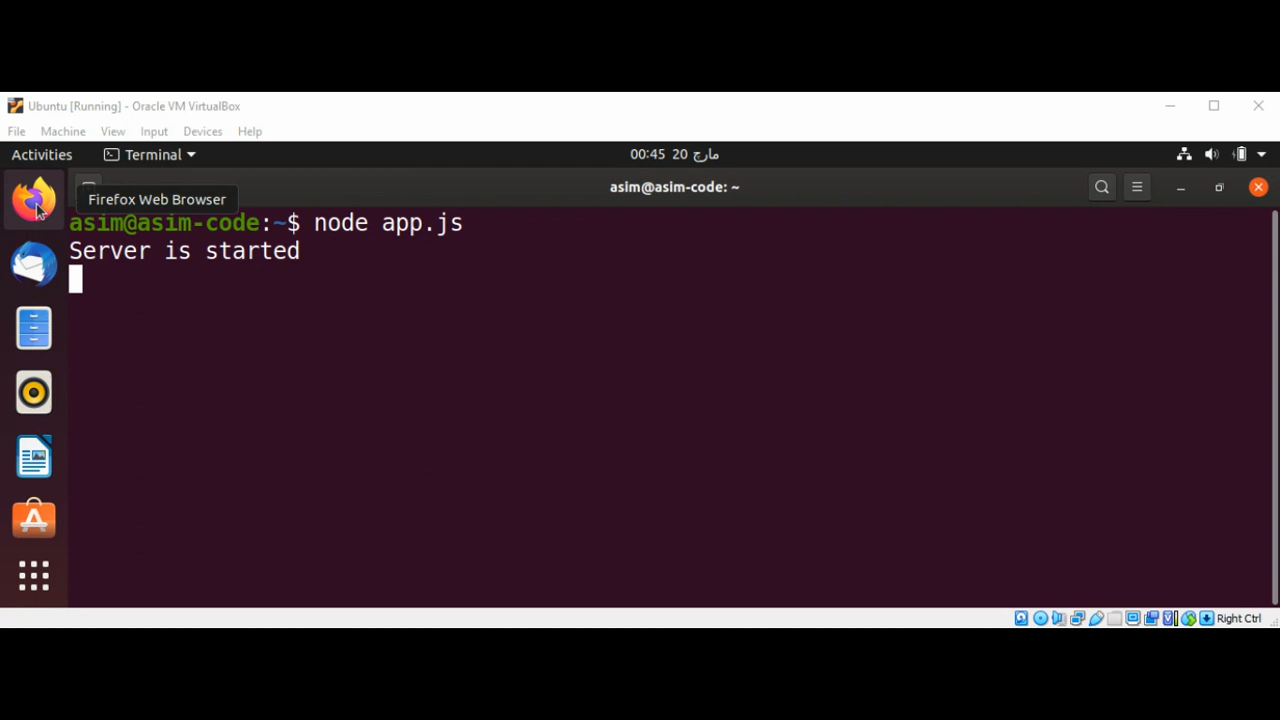 Ubuntu [Running] - Oracle VM VirtualBox
File Machine View Input Devices Help
Activities Terminal 00:45 20 مارچ
asim@asim-code: ~
Firefox Web Browser
asim@asim-code:~$ node app.js
Server is started
Right Ctrl